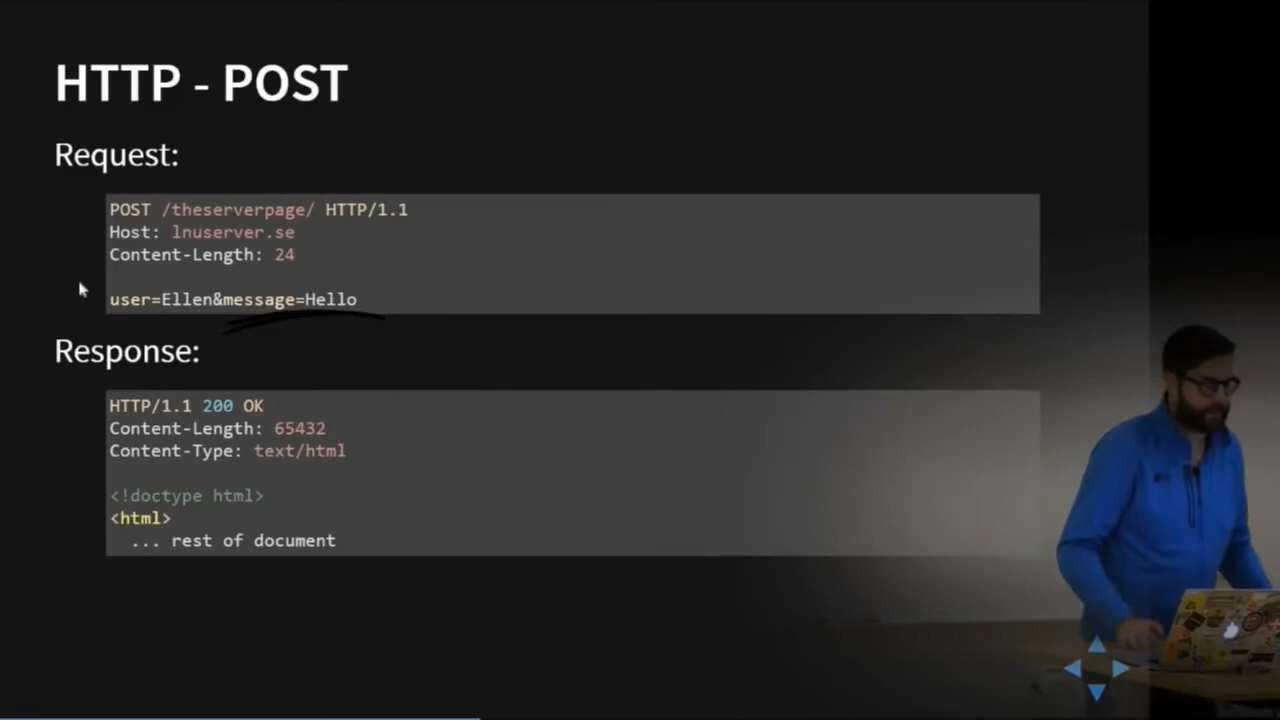 HTTP - POST
Request:
POST /theserverpage/ HTTP/1.1
Host: lnuserver.se
Content-Length: 24
user=Ellen&message=Hello
Response:
HTTP/1.1 200 OK
Content-Length: 65432
Content-Type: text/html
<!doctype html>
<html>
... rest of document